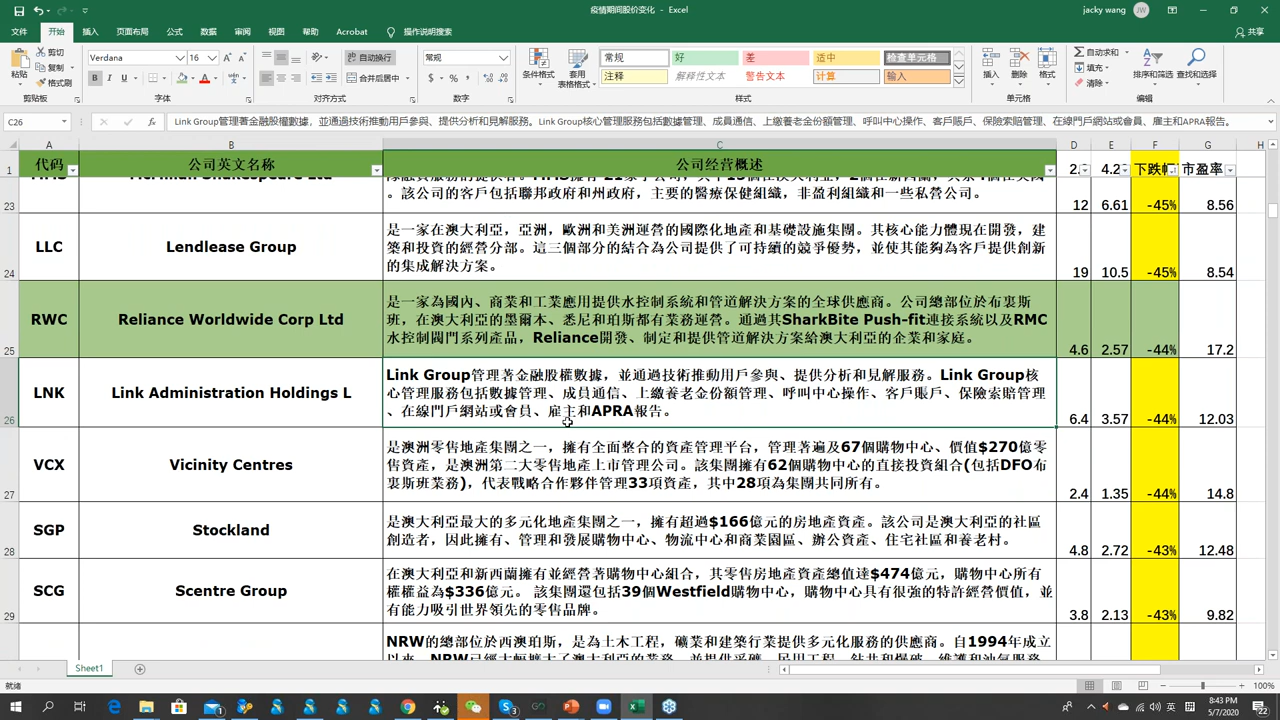 疫情期间股价变化 - Excel
jacky wang
JW
文件
开始
插入
页面布局
公式
数据
审阅
视图
帮助
Acrobat
操作说明搜索
共享
粘贴
剪切
复制
格式刷
Verdana
16
自动换行
合并后居中
常规
条件格式
套用
表格格式
常规
好
差
适中
检查单元格
注释
解释性文本
警告文本
计算
输入
插入
删除
格式
自动求和
填充
清除
排序和筛选
查找和选择
剪贴板
字体
对齐方式
数字
样式
单元格
编辑
C26
Link Group管理著金融股權數據，並通過技術推動用戶參與、提供分析和見解服務。Link Group核心管理服務包括數據管理、成員通信、上繳養老金份額管理、呼叫中心操作、客戶賬戶、保險索賠管理、在線門戶網站或會員、雇主和APRA報告。
A
B
C
D
E
F
G
H
1
代码
公司英文名称
公司经营概述
2.
4.2
下跌幅
市盈率
。該公司的客戶包括聯邦政府和州政府，主要的醫療保健組織，非盈利組織和一些私營公司。
23
12
6.61
-45%
8.56
LLC
Lendlease Group
是一家在澳大利亞，亞洲，歐洲和美洲運營的國際化地產和基礎設施集團。其核心能力體現在開發，建
築和投資的經營分部。這三個部分的結合為公司提供了可持續的競爭優勢，並使其能夠為客戶提供創新
的集成解決方案。
24
19
10.5
-45%
8.54
RWC
Reliance Worldwide Corp Ltd
是一家為國內、商業和工業應用提供水控制系統和管道解決方案的全球供應商。公司總部位於布裏斯
班，在澳大利亞的墨爾本、悉尼和珀斯都有業務運營。通過其SharkBite Push-fit連接系統以及RMC
水控制閥門系列產品，Reliance開發、制定和提供管道解決方案給澳大利亞的企業和家庭。
25
4.6
2.57
-44%
17.2
LNK
Link Administration Holdings L
Link Group管理著金融股權數據，並通過技術推動用戶參與、提供分析和見解服務。Link Group核
心管理服務包括數據管理、成員通信、上繳養老金份額管理、呼叫中心操作、客戶賬戶、保險索賠管理
、在線門戶網站或會員、雇主和APRA報告。
26
6.4
3.57
-44%
12.03
VCX
Vicinity Centres
是澳洲零售地產集團之一，擁有全面整合的資產管理平台，管理著遍及67個購物中心、價值$270億零
售資產，是澳洲第二大零售地產上市管理公司。該集團擁有62個購物中心的直接投資組合(包括DFO布
裏斯班業務)，代表戰略合作夥伴管理33項資產，其中28項為集團共同所有。
27
2.4
1.35
-44%
14.8
SGP
Stockland
是澳大利亞最大的多元化地產集團之一，擁有超過$166億元的房地產資產。該公司是澳大利亞的社區
創造者，因此擁有、管理和發展購物中心、物流中心和商業園區、辦公資產、住宅社區和養老村。
28
4.8
2.72
-43%
12.48
SCG
Scentre Group
在澳大利亞和新西蘭擁有並經營著購物中心組合，其零售房地產資產總值達$474億元，購物中心所有
權權益為$336億元。 該集團還包括39個Westfield購物中心，購物中心具有很強的特許經營價值，並
有能力吸引世界領先的零售品牌。
29
3.8
2.13
-43%
9.82
NRW的總部位於西澳珀斯，是為土木工程，礦業和建築行業提供多元化服務的供應商。自1994年成立
Sheet1
就绪
100%
8:43 PM
5/7/2020
22